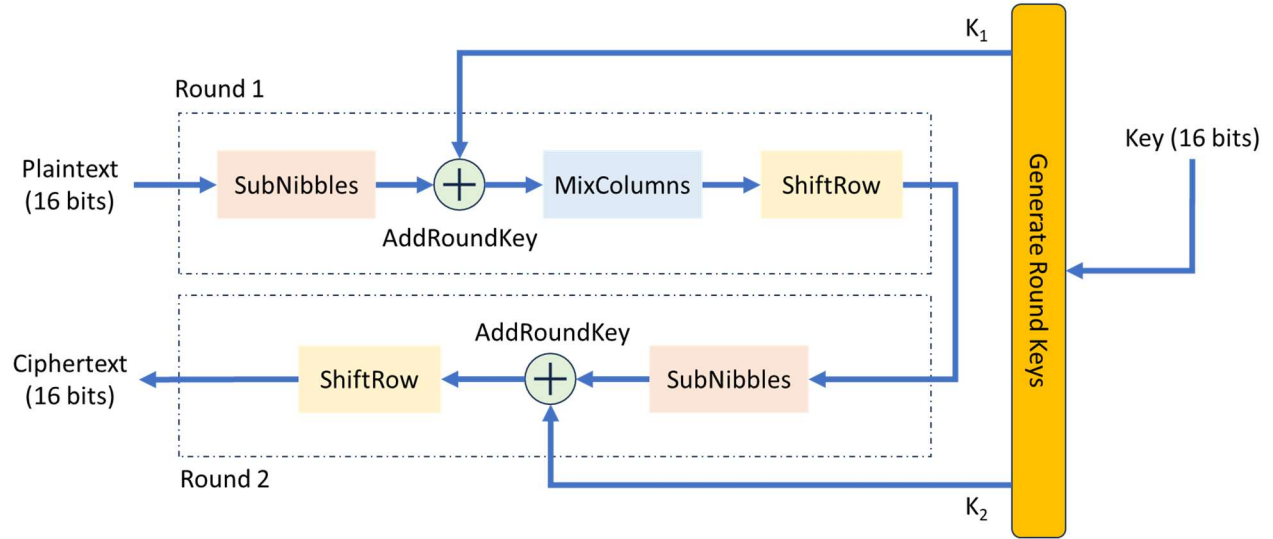 K₁
Round 1
Key (16 bits)
Plaintext
(16 bits)
SubNibbles
MixColumns
ShiftRow
AddRoundKey
Generate Round Keys
AddRoundKey
Ciphertext
(16 bits)
ShiftRow
SubNibbles
Round 2
K₂